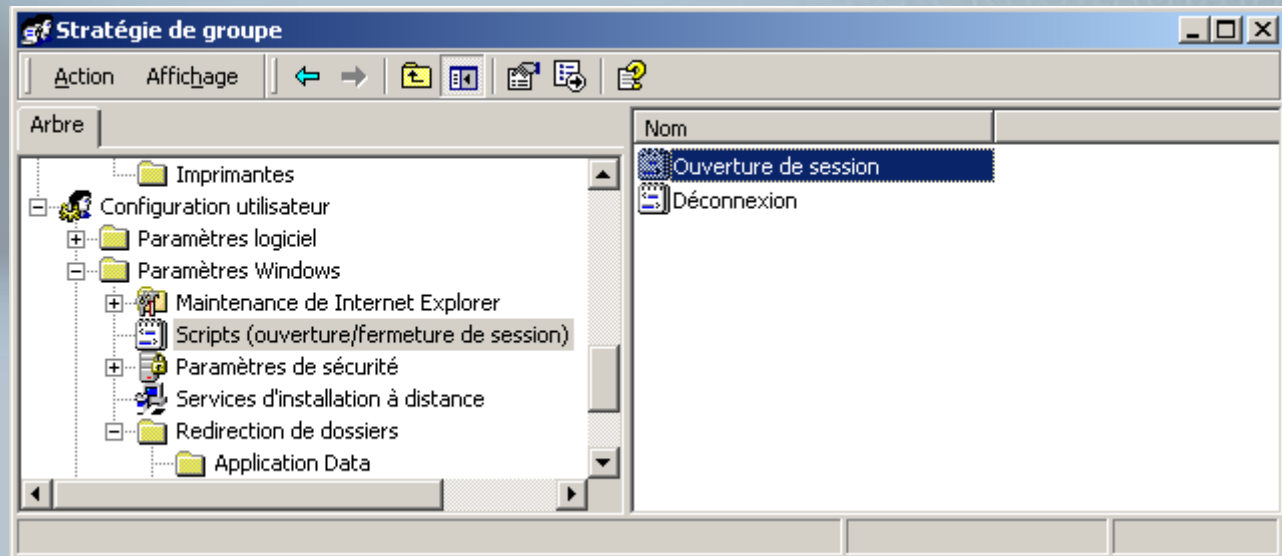 Stratégie de groupe
Action Affichage
Arbre
Nom
Imprimantes
Configuration utilisateur
Paramètres logiciel
Paramètres Windows
Maintenance de Internet Explorer
Scripts (ouverture/fermeture de session)
Paramètres de sécurité
Services d'installation à distance
Redirection de dossiers
Application Data
Ouverture de session
Déconnexion